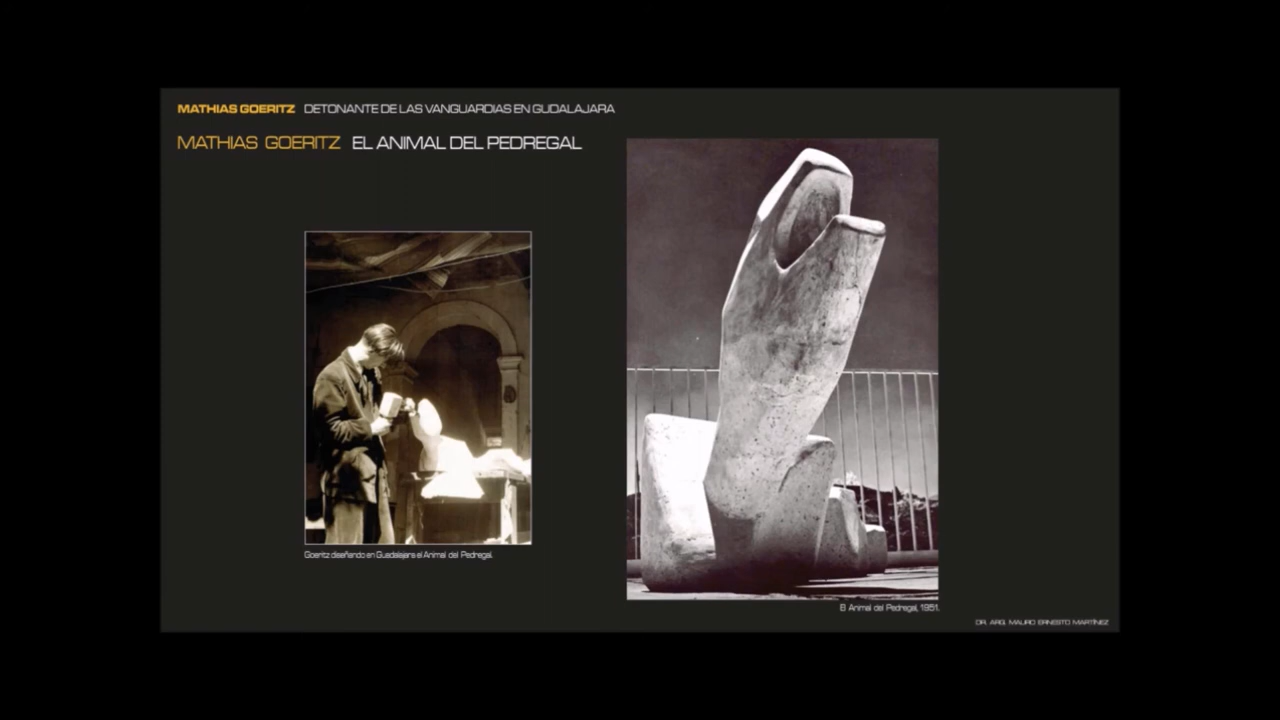 MATHIAS GOERITZ DETONANTE DE LAS VANGUARDIAS EN GUDALAJARA
MATHIAS GOERITZ EL ANIMAL DEL PEDREGAL
Goeritz diseñendo en Guadalajara el Animal del Pedregal.
El Animal del Pedregal, 1951.
DR. ARQ. MAURO ERNESTO MARTÍNEZ